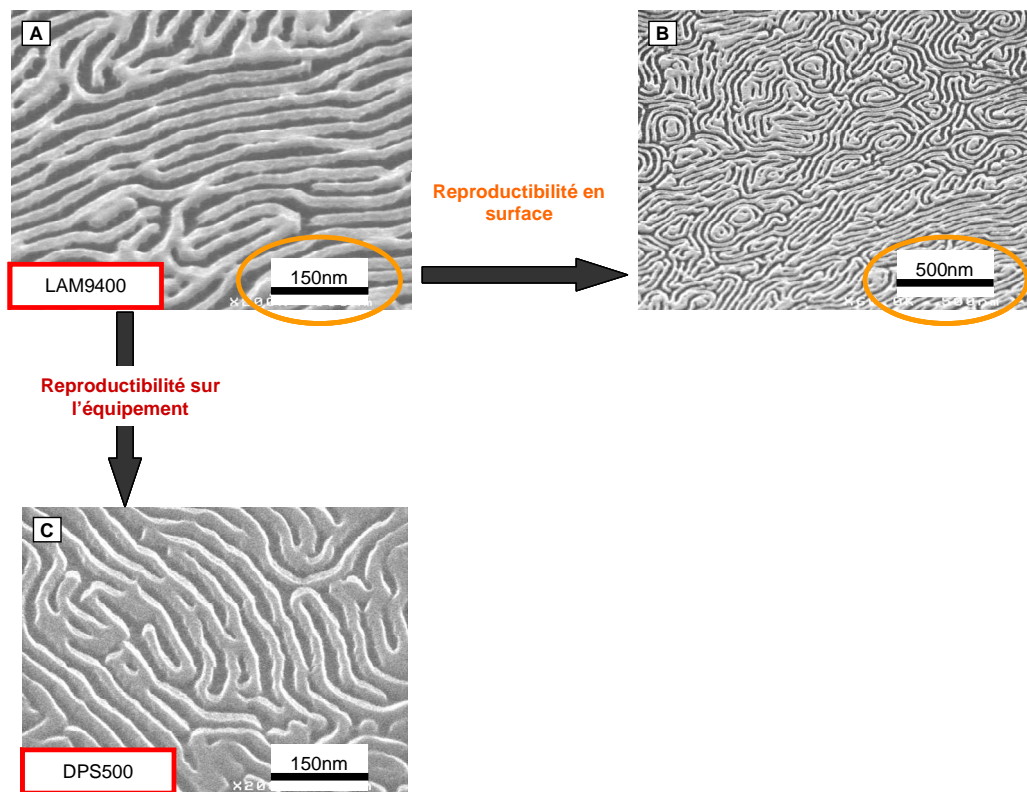 A
B
Reproductibilité en
surface
LAM9400
150nm
500nm
Reproductibilité sur
l'équipement
C
DPS500
150nm